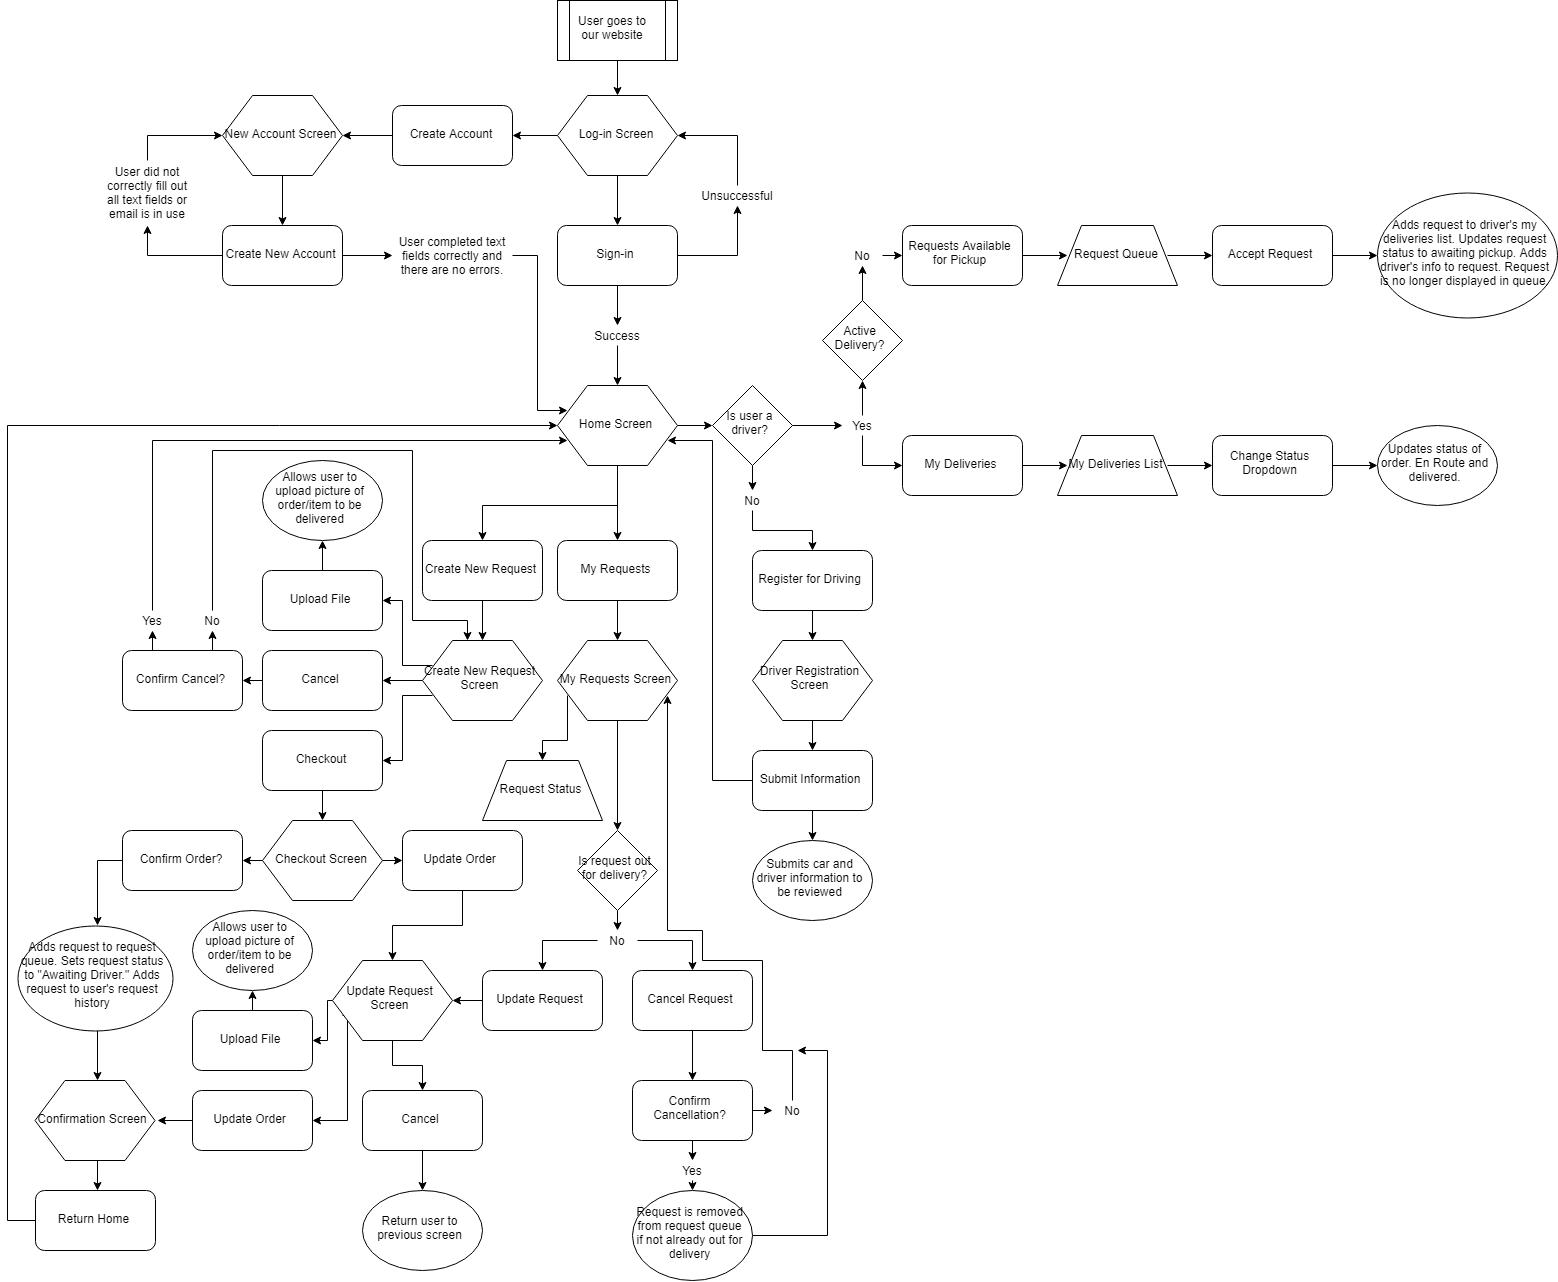 User goes to
our website
New Account Screen
Create Account
Log-in Screen
User did not
correctly fill out
all text fields or
email is in use
Unsuccessful
Create New Account
User completed text
fields correctly and
there are no errors.
Sign-in
Success
No
Requests Available
for Pickup
Request Queue
Accept Request
Adds request to driver's my
deliveries list. Updates request
status to awaiting pickup. Adds
driver's info to request. Request
is no longer displayed in queue.
Active
Delivery?
Home Screen
Is user a
driver?
Yes
My Deliveries
My Deliveries List
Change Status
Dropdown
Updates status of
order. En Route and
delivered.
No
Allows user to
upload picture of
order/item to be
delivered
Create New Request
My Requests
Register for Driving
Upload File
Yes
No
Confirm Cancel?
Cancel
Create New Request
Screen
My Requests Screen
Driver Registration
Screen
Checkout
Request Status
Submit Information
Confirm Order?
Checkout Screen
Update Order
Is request out
for delivery?
Submits car and
driver information to
be reviewed
Adds request to request
queue. Sets request status
to "Awaiting Driver." Adds
request to user's request
history
Allows user to
upload picture of
order/item to be
delivered
No
Update Request
Screen
Update Request
Cancel Request
Upload File
Confirmation Screen
Update Order
Cancel
Confirm
Cancellation?
No
Yes
Return Home
Return user to
previous screen
Request is removed
from request queue
if not already out for
delivery